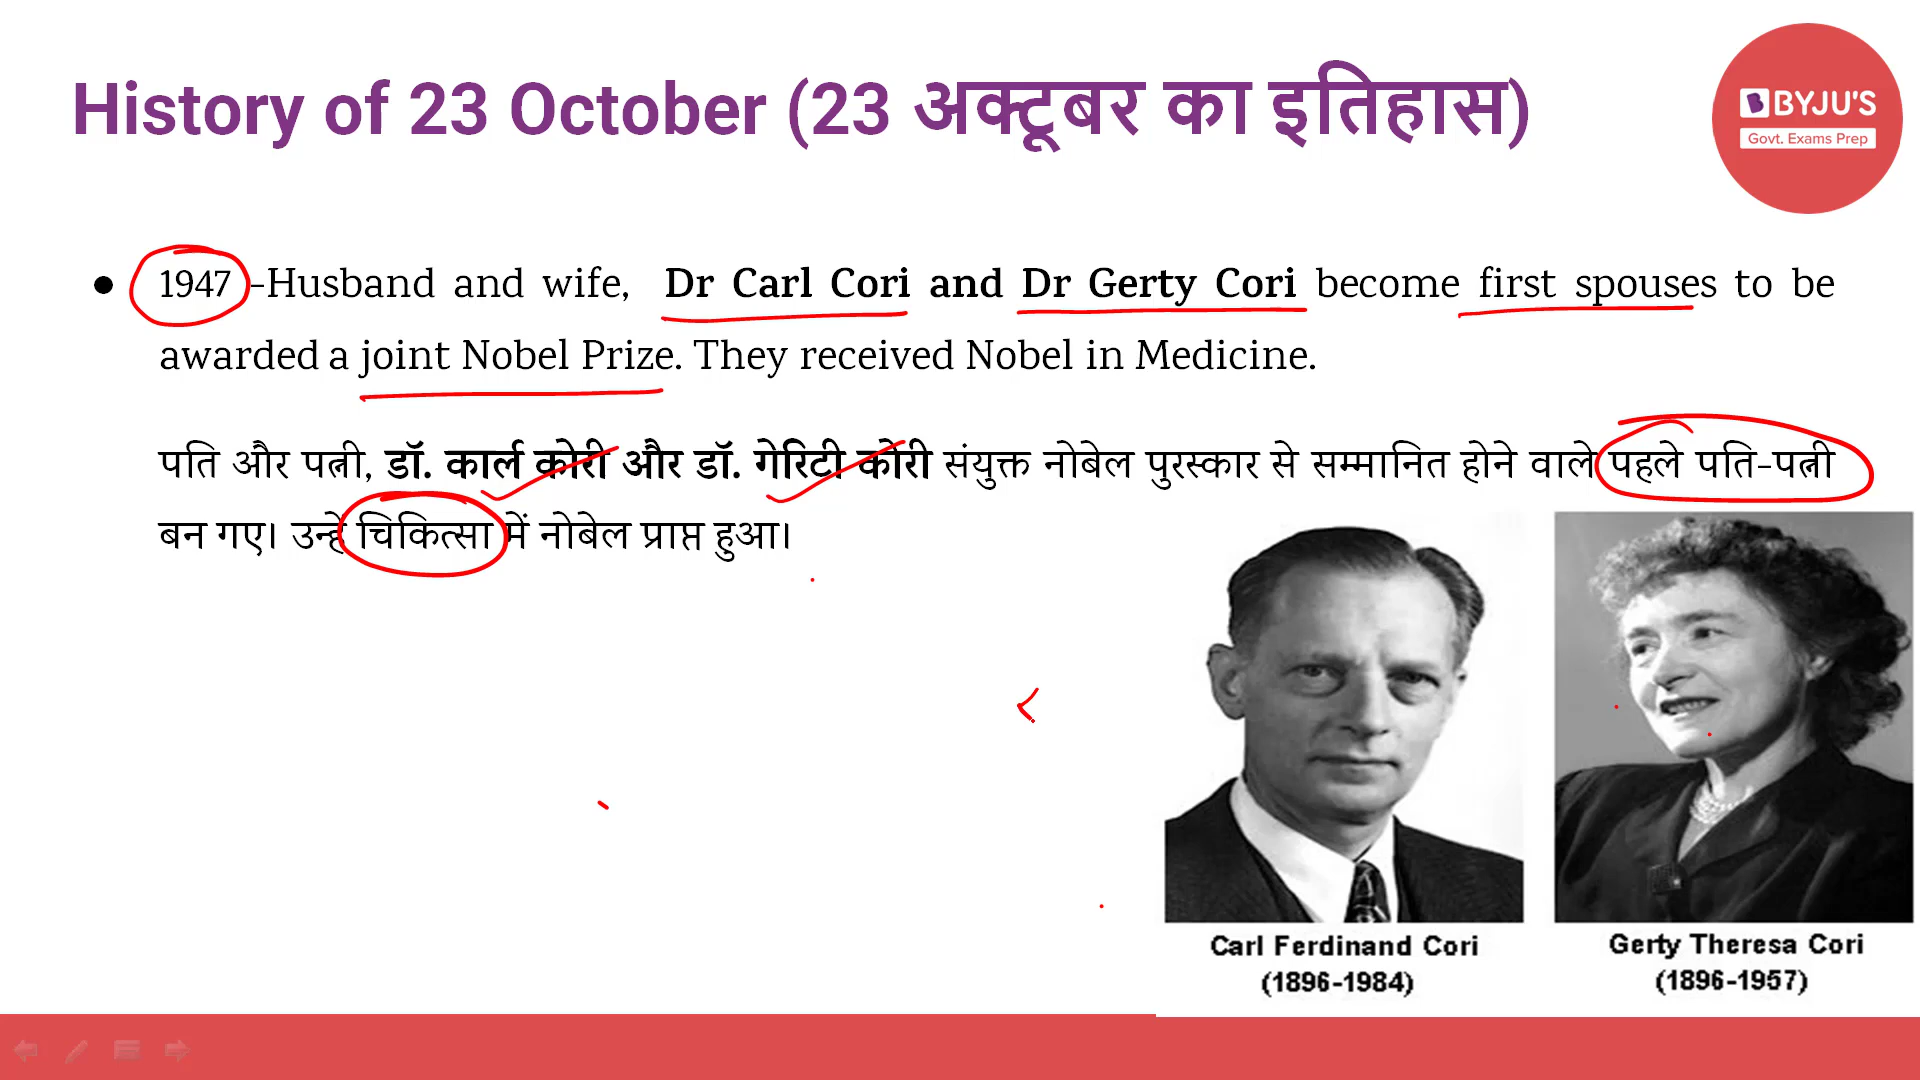 History of 23 October (23 अक्टूबर का इतिहास)
BYJU'S
Govt. Exams Prep
● 1947 -Husband and wife, Dr Carl Cori and Dr Gerty Cori become first spouses to be
awarded a joint Nobel Prize. They received Nobel in Medicine.
पति और पत्नी, डॉ. कार्ल कोरी और डॉ. गेरिटी कोरी संयुक्त नोबेल पुरस्कार से सम्मानित होने वाले पहले पति-पत्नी
बन गए। उन्हें चिकित्सा में नोबेल प्राप्त हुआ।
Carl Ferdinand Cori
(1896-1984)
Gerty Theresa Cori
(1896-1957)